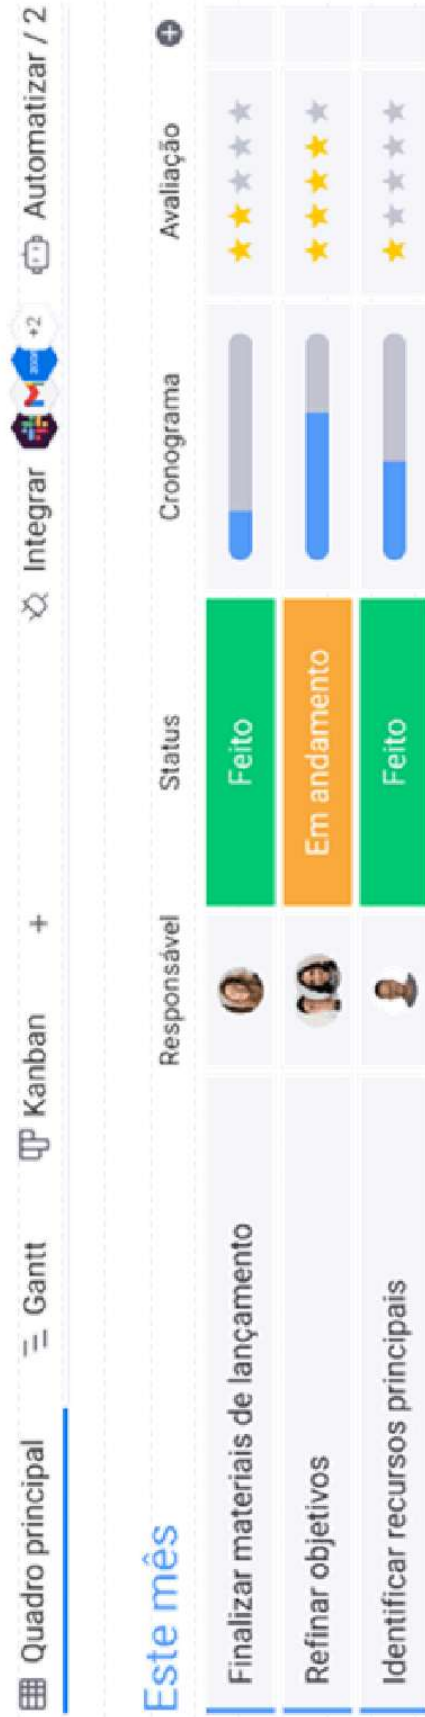 Quadro principal Gantt Kanban + Integrar +2 Automatizar / 2
Este mês Responsável Status Cronograma Avaliação
Finalizar materiais de lançamento Feito
Refinar objetivos Em andamento
Identificar recursos principais Feito